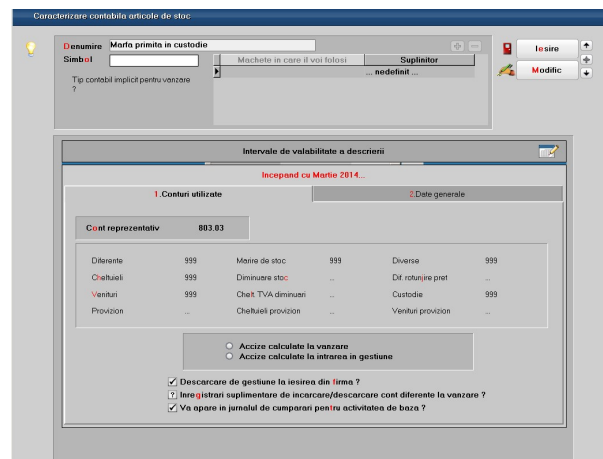 Caracterizare contabila articole de stoc
Denumire Marfa primita in custodie
Simbol
Machete in care il voi folosi Suplinitor
... nedefinit ...
Tip contabil implicit pentru vanzare
?
Iesire
Modific
Intervale de valabilitate a descrierii
Incepand cu Martie 2014...
1.Conturi utilizate 2.Date generale
Cont reprezentativ 803.03
Diferente 999 Marire de stoc 999 Diverse 999
Cheltuieli 999 Diminuare stoc ... Dif. rotunjire pret ...
Venituri 999 Chelt. TVA diminuari ... Custodie 999
Provizion ... Cheltuieli provizion ... Venituri provizion ...
Accize calculate la vanzare
Accize calculate la intrarea in gestiune
Descarcare de gestiune la iesirea din firma ?
? Inregistrari suplimentare de incarcare/descarcare cont diferente la vanzare ?
Va apare in jurnalul de cumparari pentru activitatea de baza ?